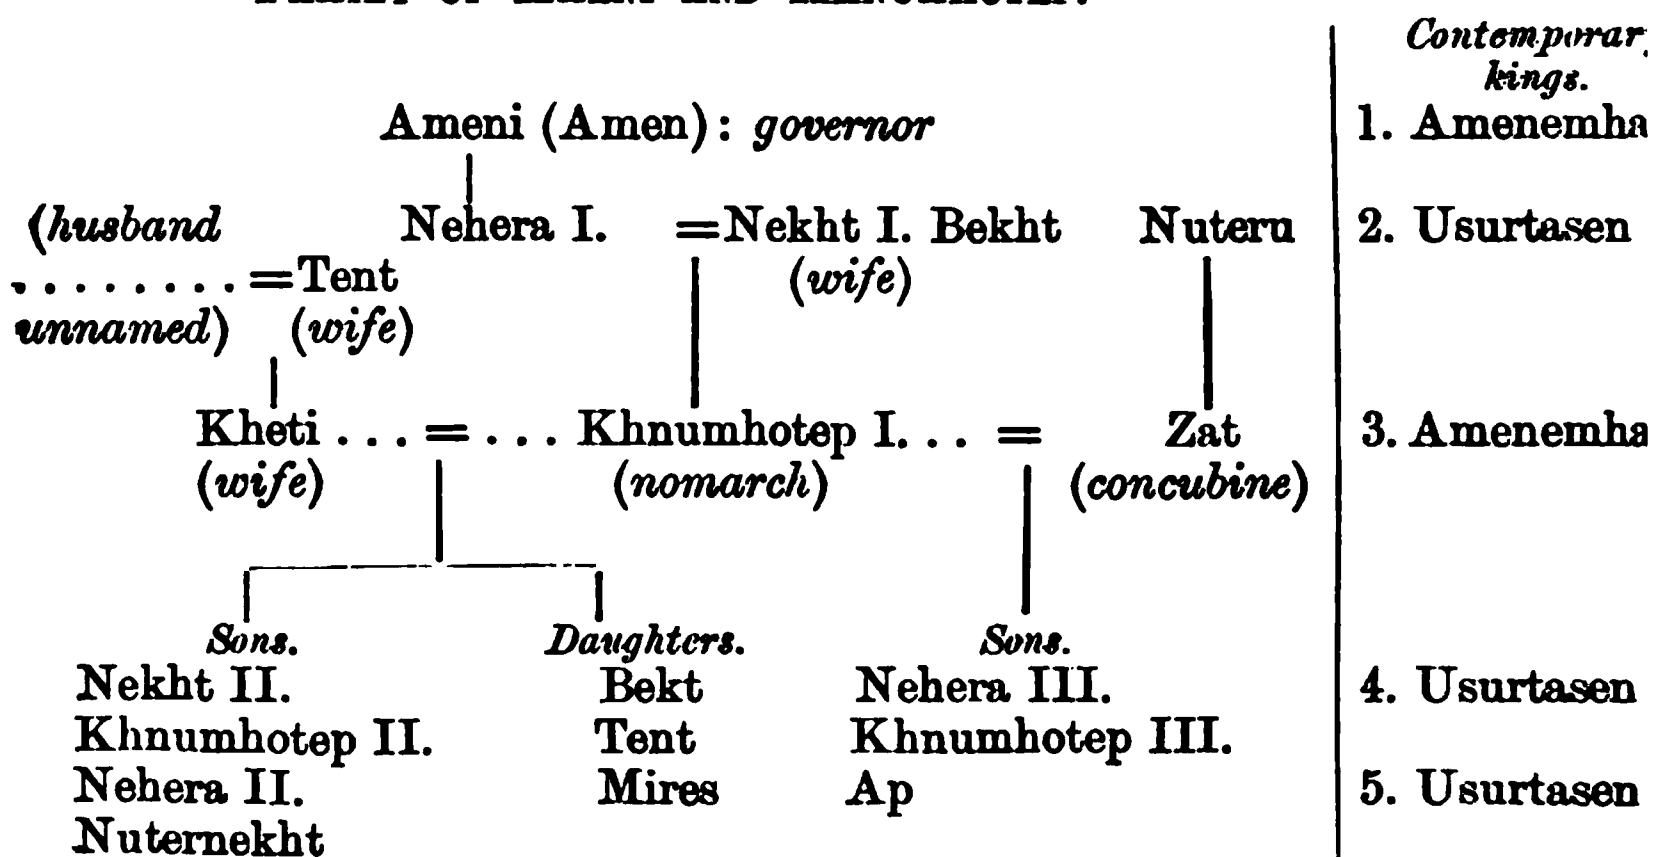 Contemporar
kings.
Ameni (Amen): governor 1. Amenemha
(husband Nehera I. =Nekht I. Bekht Nuteru 2. Usurtasen
. . . . . . . . =Tent (wife)
unnamed) (wife)
Kheti . . . = . . . Khnumhotep I. . . = Zat 3. Amenemha
(wife) (nomarch) (concubine)
Sons. Daughters. Sons.
Nekht II. Bekt Nehera III. 4. Usurtasen
Khnumhotep II. Tent Khnumhotep III.
Nehera II. Mires Ap 5. Usurtasen
Nuternekht